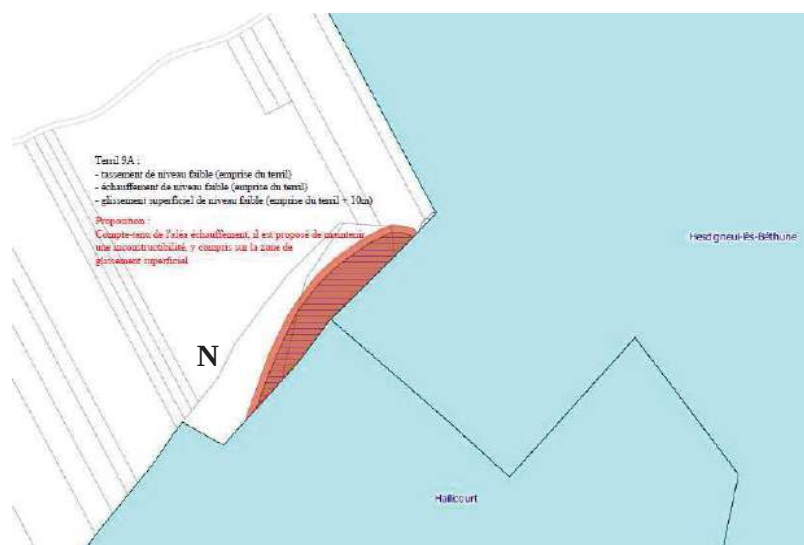 Terril 9A :
- tassement de niveau faible (emprise du terril)
- échauffement de niveau faible (emprise du terril)
- glissement superficiel de niveau faible (emprise du terril + 10m)
Proposition :
Compte-tenu de l'aléa échauffement, il est proposé de maintenir
une inconstructibilité, y compris sur la zone de
glissement superficiel
Hesdigneul-lès-Béthune
N
Haillicourt